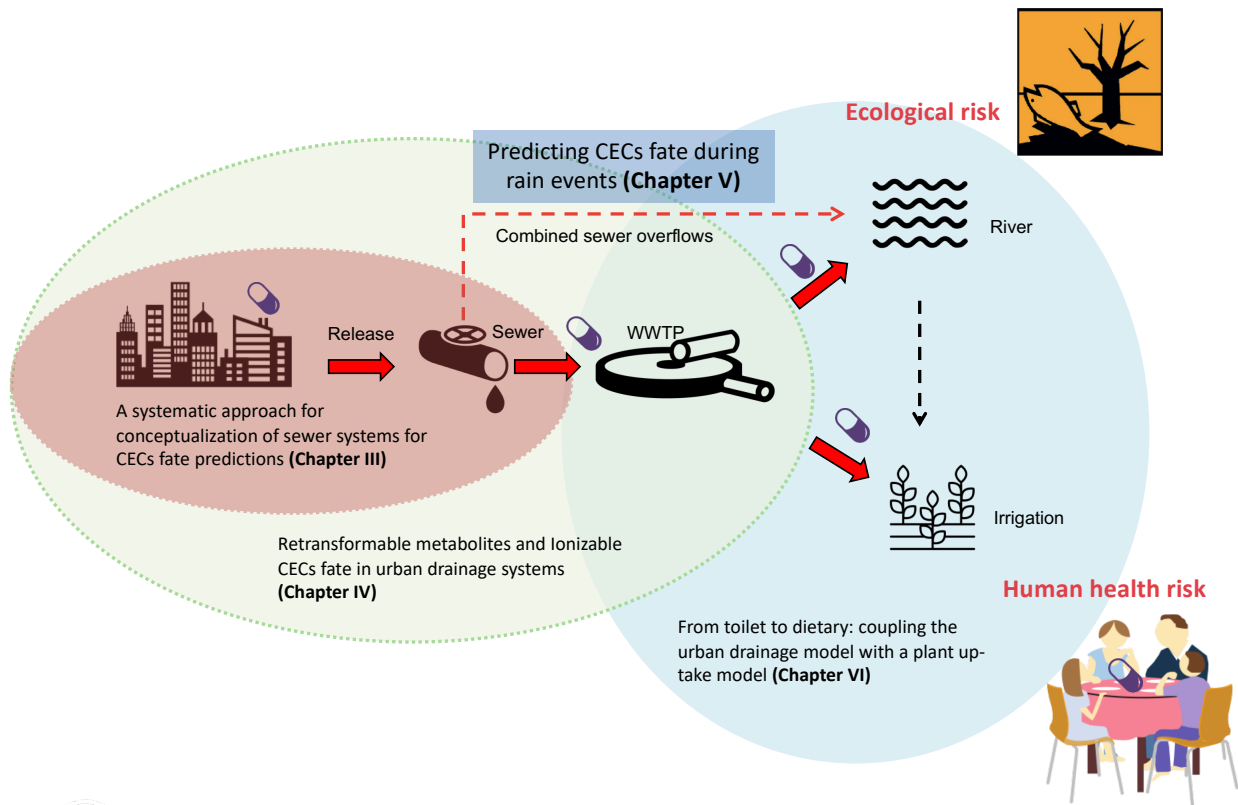 Ecological risk
Predicting CECs fate during
rain events (Chapter V)
Combined sewer overflows
River
Release
Sewer
WWTP
A systematic approach for
conceptualization of sewer systems for
CECs fate predictions (Chapter III)
Irrigation
Retransformable metabolites and Ionizable
CECs fate in urban drainage systems
(Chapter IV)
Human health risk
From toilet to dietary: coupling the
urban drainage model with a plant up-
take model (Chapter VI)